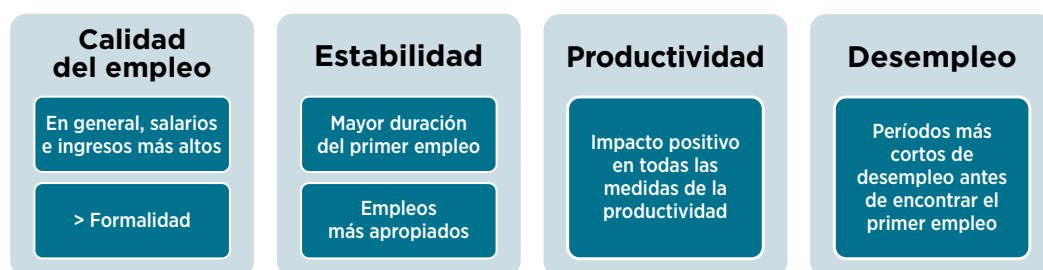 Calidad
del empleo
En general, salarios
e ingresos más altos
> Formalidad
Estabilidad
Mayor duración
del primer empleo
Empleos
más apropiados
Productividad
Impacto positivo
en todas las
medidas de la
productividad
Desempleo
Períodos más
cortos de
desempleo antes
de encontrar el
primer empleo